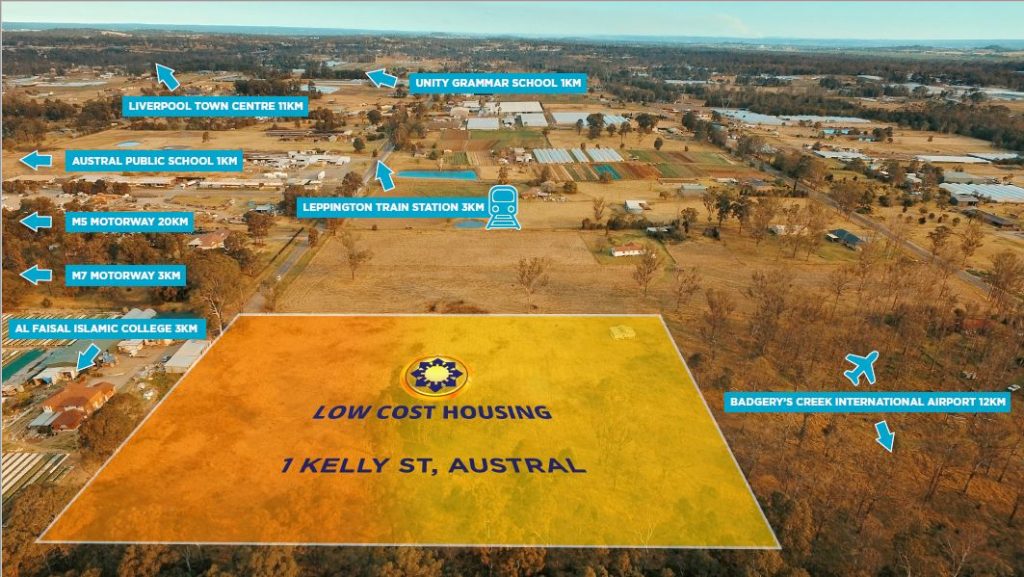 UNITY GRAMMAR SCHOOL 1KM
LIVERPOOL TOWN CENTRE 11KM
AUSTRAL PUBLIC SCHOOL 1KM
LEPPINGTON TRAIN STATION 3KM
M5 MOTORWAY 20KM
M7 MOTORWAY 3KM
AL FAISAL ISLAMIC COLLEGE 3KM
BADGERY'S CREEK INTERNATIONAL AIRPORT 12KM
LOW COST HOUSING
1 KELLY ST, AUSTRAL